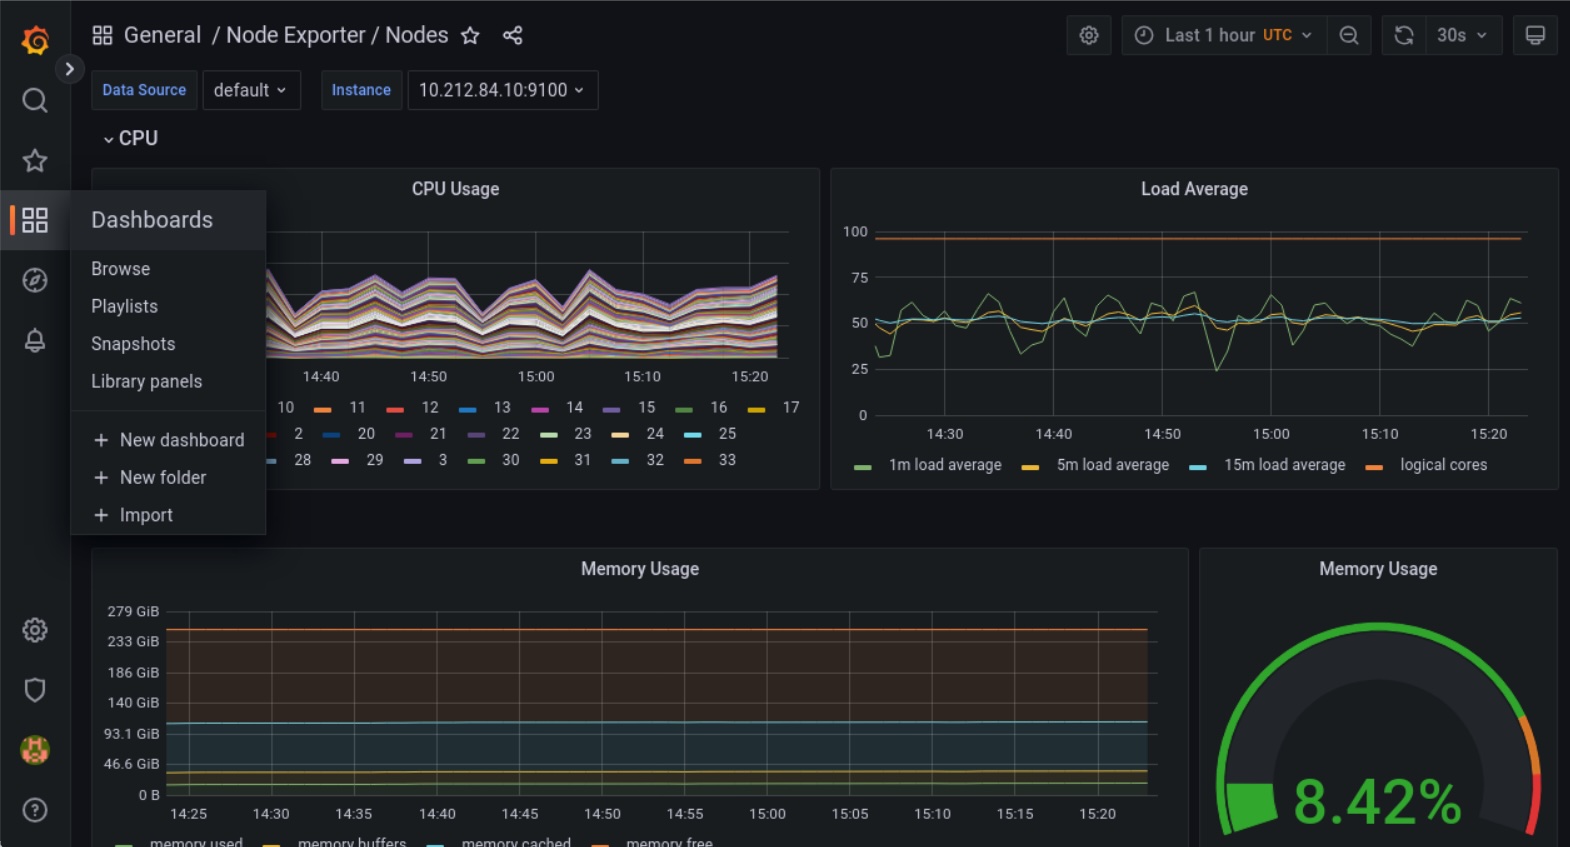 General / Node Exporter / Nodes
Last 1 hour UTC
30s
Data Source default Instance 10.212.84.10:9100
CPU
Dashboards
Browse
Playlists
Snapshots
Library panels
+ New dashboard
+ New folder
+ Import
CPU Usage
14:40 14:50 15:00 15:10 15:20
10 11 12 13 14 15 16 17
2 20 21 22 23 24 25
28 29 3 30 31 32 33
Load Average
100
75
50
25
0
14:30 14:40 14:50 15:00 15:10 15:20
1m load average 5m load average 15m load average logical cores
Memory Usage
279 GiB
233 GiB
186 GiB
140 GiB
93.1 GiB
46.6 GiB
0 B
14:25 14:30 14:35 14:40 14:45 14:50 14:55 15:00 15:05 15:10 15:15 15:20
memory used memory buffers memory cached memory free
Memory Usage
8.42%